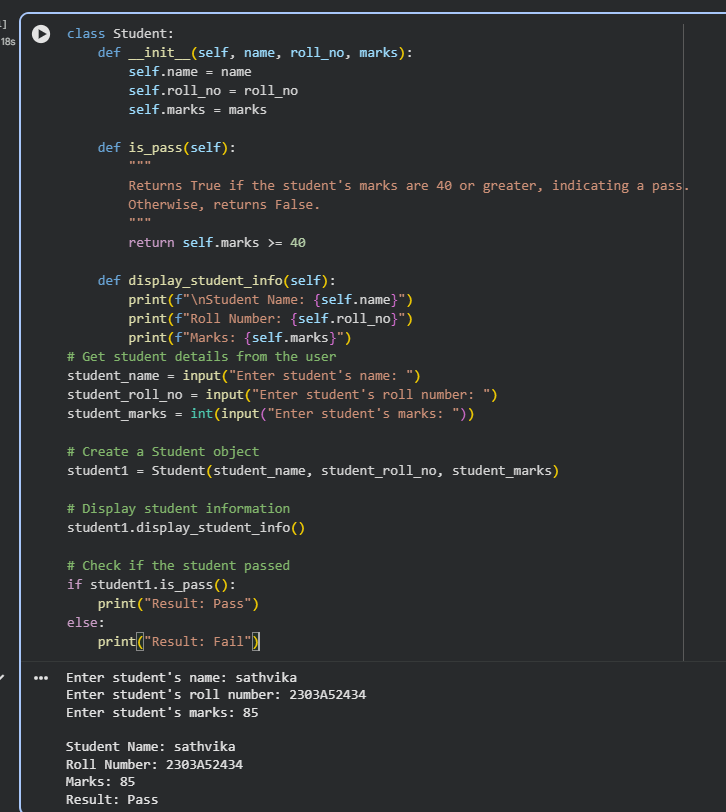 18s
class Student:
    def __init__(self, name, roll_no, marks):
        self.name = name
        self.roll_no = roll_no
        self.marks = marks

    def is_pass(self):
        """
        Returns True if the student's marks are 40 or greater, indicating a pass.
        Otherwise, returns False.
        """
        return self.marks >= 40

    def display_student_info(self):
        print(f"\nStudent Name: {self.name}")
        print(f"Roll Number: {self.roll_no}")
        print(f"Marks: {self.marks}")
# Get student details from the user
student_name = input("Enter student's name: ")
student_roll_no = input("Enter student's roll number: ")
student_marks = int(input("Enter student's marks: "))

# Create a Student object
student1 = Student(student_name, student_roll_no, student_marks)

# Display student information
student1.display_student_info()

# Check if the student passed
if student1.is_pass():
    print("Result: Pass")
else:
    print("Result: Fail")
Enter student's name: sathvika
Enter student's roll number: 2303A52434
Enter student's marks: 85

Student Name: sathvika
Roll Number: 2303A52434
Marks: 85
Result: Pass